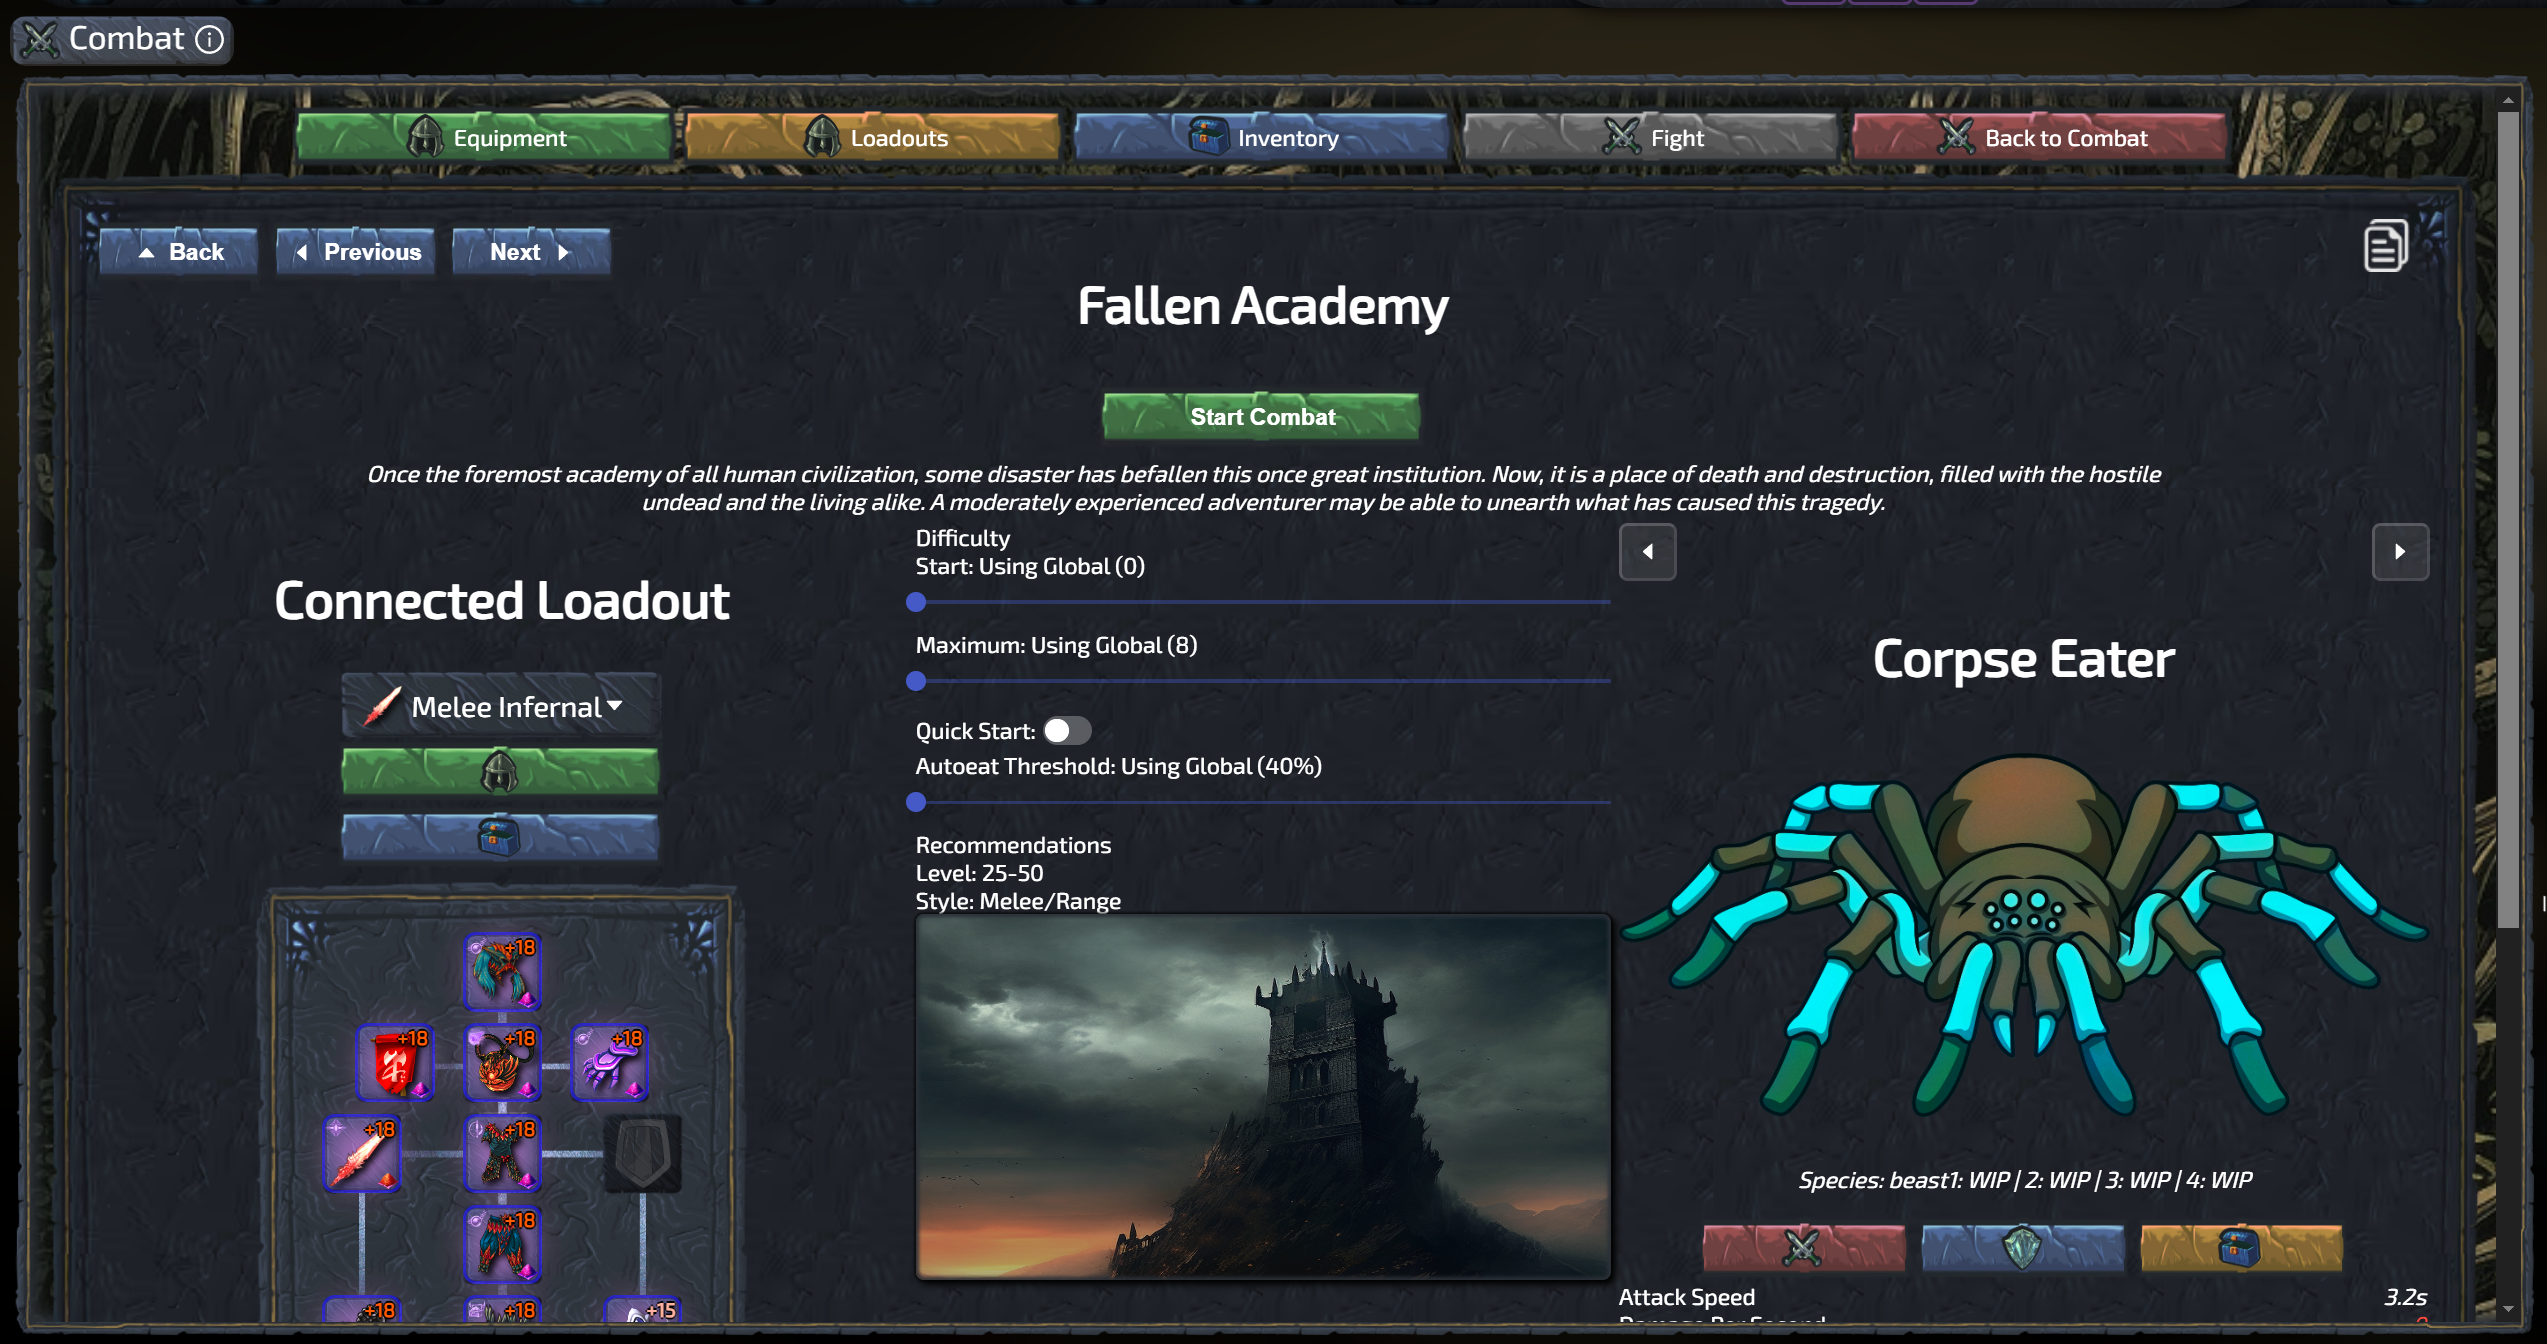 Combat
Equipment
Loadouts
Inventory
Fight
Back to Combat
Back
Previous
Next
Fallen Academy
Start Combat
Once the foremost academy of all human civilization, some disaster has befallen this once great institution. Now, it is a place of death and destruction, filled with the hostile
undead and the living alike. A moderately experienced adventurer may be able to unearth what has caused this tragedy.
Connected Loadout
Melee Infernal
+18
+18 +18 +18
+18 +18
+18
+18 +18 +15
Difficulty
Start: Using Global (0)
Maximum: Using Global (8)
Quick Start:
Autoeat Threshold: Using Global (40%)
Recommendations
Level: 25-50
Style: Melee/Range
Corpse Eater
Species: beast1: WIP | 2: WIP | 3: WIP | 4: WIP
Attack Speed 3.2s
Damage Per Second